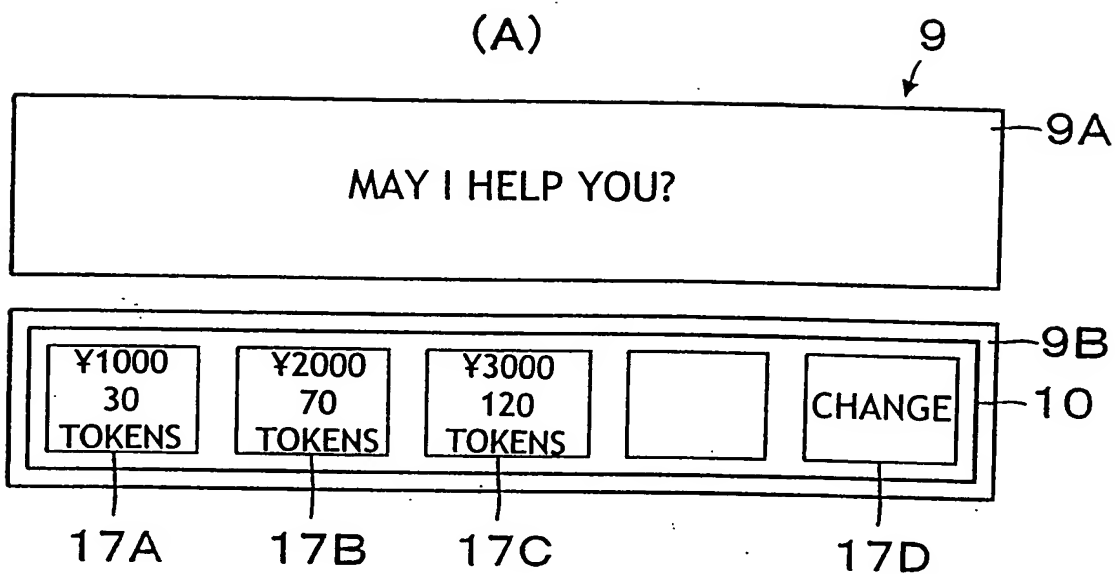 (A)
9
9A
MAY I HELP YOU?
9B
10
¥1000
30
TOKENS
¥2000
70
TOKENS
¥3000
120
TOKENS
CHANGE
17A
17B
17C
17D